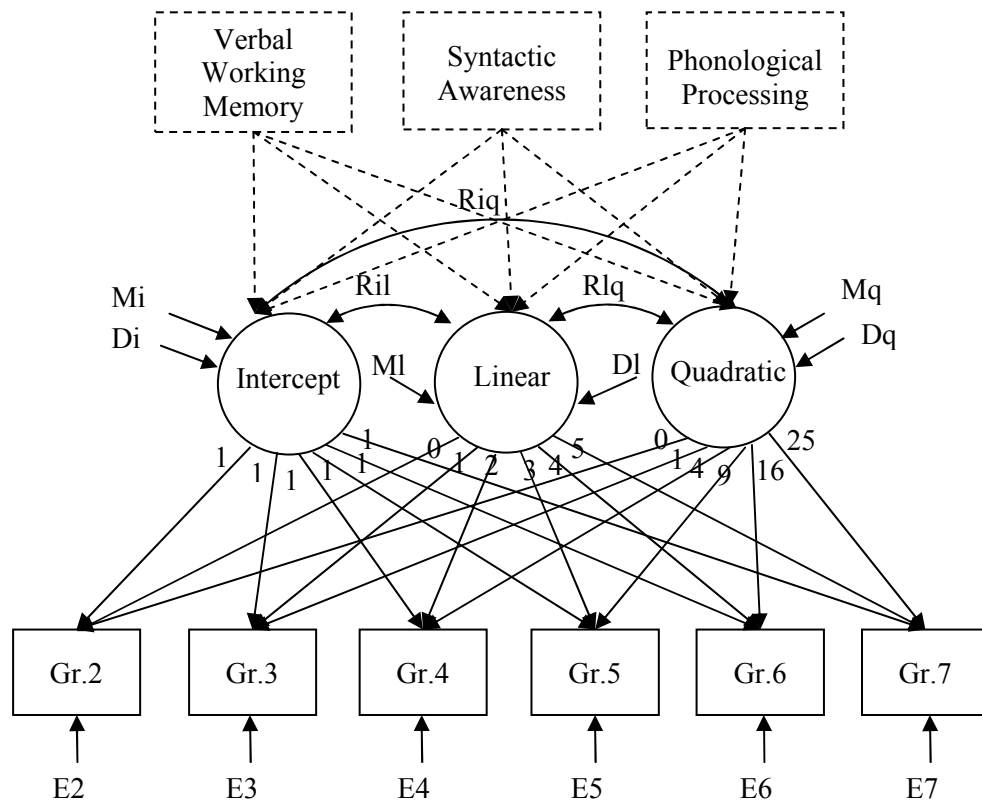 Verbal
Working
Memory
Syntactic
Awareness
Phonological
Processing
Riq
Ril
Rlq
Mi
Di
Mq
Dq
Intercept
Ml
Linear
Dl
Quadratic
1 1 1 1 1 1
0 1 2 3 4 5
0 1 4 9 16 25
Gr.2 Gr.3 Gr.4 Gr.5 Gr.6 Gr.7
E2 E3 E4 E5 E6 E7